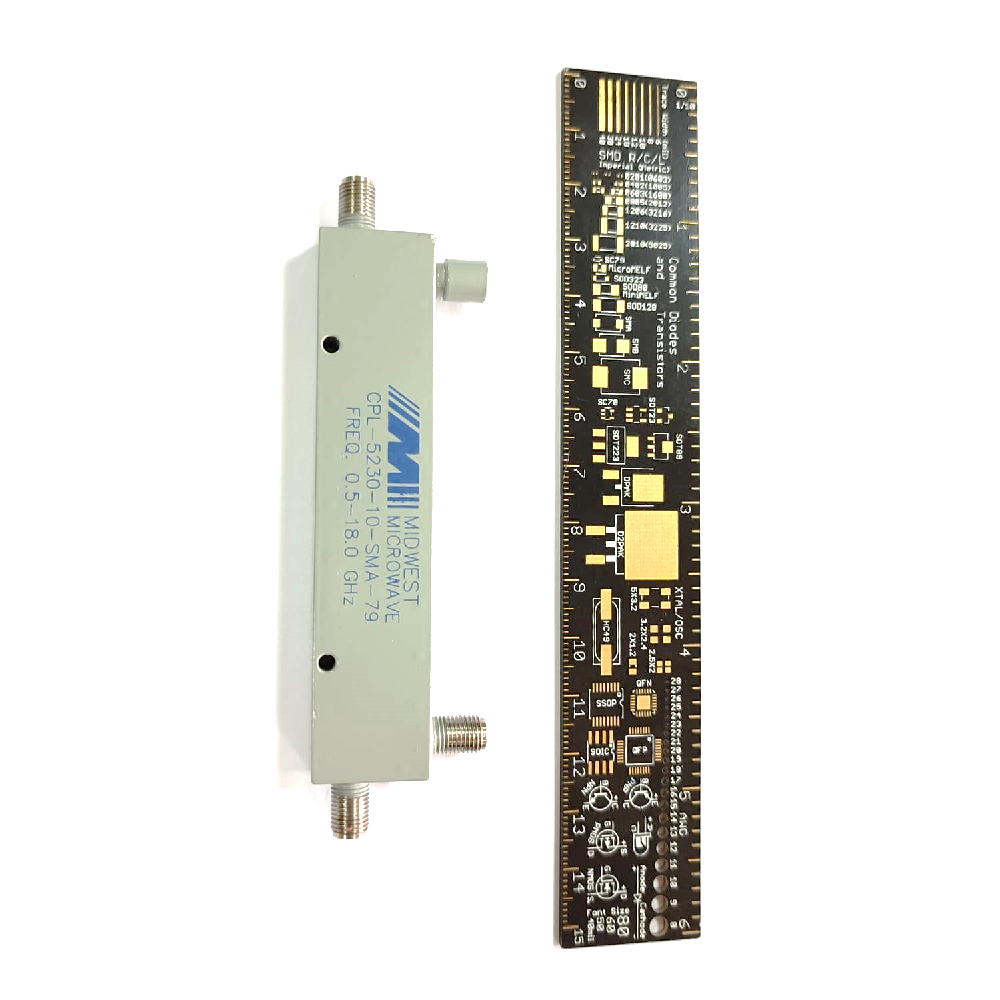 MIDWEST
MICROWAVE
CPL-5230-10-SMA-79
FREQ. 0.5-18.0 GHz
0
1
2
3
4
5
6
7
8
9
10
11
12
13
14
15
0
1/10
1
2
3
4
5
6
Trace Width (mil)
40
30
24
18
12
10
8
6
SMD R/C/L
Imperial (Metric)
0201(0603)
0402(1005)
0603(1608)
0805(2012)
1206(3216)
1210(3225)
2010(5025)
Common Diodes
and Transistors
SC79
MicroMELF
SOD323
SOD80
MiniMELF
SOD128
SMA
SMB
SMC
SC70
SOT23
SOT223
SOT89
DPAK
D2PAK
XTAL/OSC
5X3.2
3.2X2.4
2.5X2
2X1.2
HC49
QFN
SSOP
SOIC
QFP
28
27
26
25
24
23
22
21
20
19
18
17
16
15
14
13
12
11
10
9
8
AWG
NPN
B
C
E
PNP
B
E
C
PMOS
G
S
D
NMOS
G
D
S
Anode
Cathode
Font Size
80
60
50
40mil